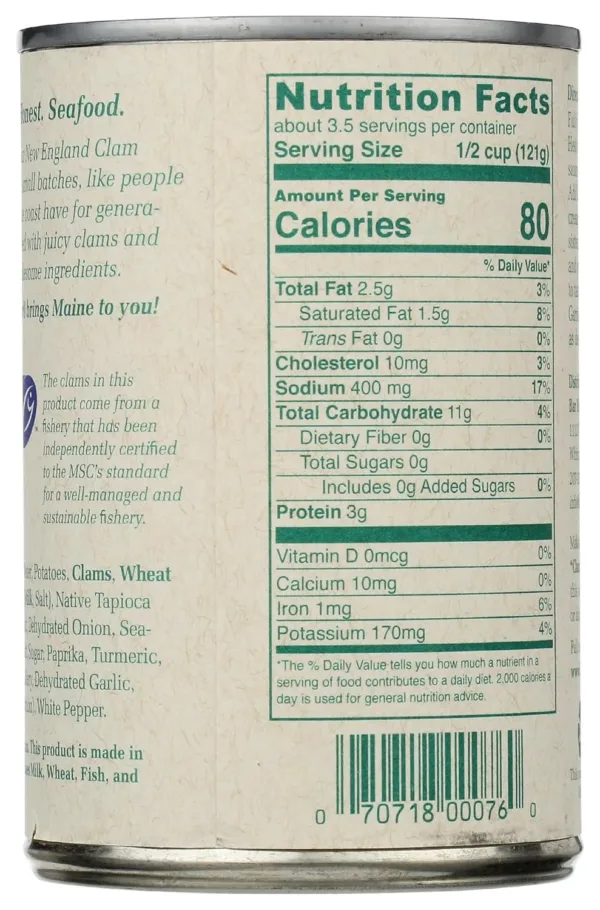 Seafood.
New England Clam
batches, like people
have for genera-
with juicy clams and
ingredients.
brings Maine to you!
The clams in this
product come from a
fishery that has been
independently certified
to the MSC's standard
for a well-managed and
sustainable fishery.
Potatoes, Clams, Wheat
Salt), Native Tapioca
Dehydrated Onion, Sea-
Sugar, Paprika, Turmeric,
Dehydrated Garlic,
White Pepper.
This product is made in
Milk, Wheat, Fish, and
Nutrition Facts
about 3.5 servings per container
Serving Size 1/2 cup (121g)
Amount Per Serving
Calories 80
% Daily Value*
Total Fat 2.5g 3%
Saturated Fat 1.5g 8%
Trans Fat 0g 0%
Cholesterol 10mg 3%
Sodium 400 mg 17%
Total Carbohydrate 11g 4%
Dietary Fiber 0g 0%
Total Sugars 0g
Includes 0g Added Sugars 0%
Protein 3g
Vitamin D 0mcg 0%
Calcium 10mg 0%
Iron 1mg 6%
Potassium 170mg 4%
*The % Daily Value tells you how much a nutrient in a
serving of food contributes to a daily diet. 2,000 calories a
day is used for general nutrition advice.
0 70718 00076 0